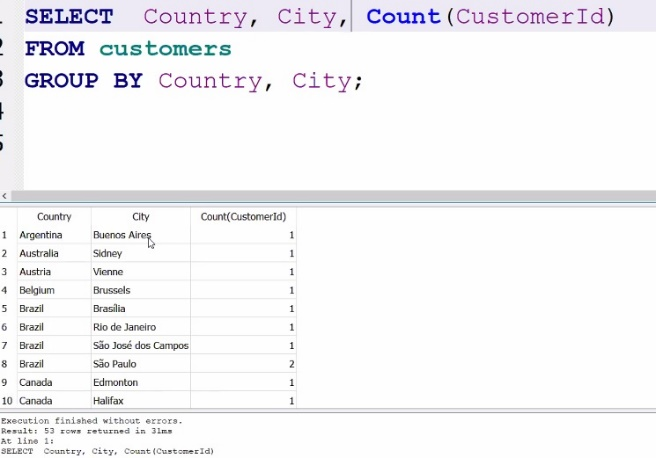 SELECT  Country, City, Count(CustomerId)
2 FROM customers
3 GROUP BY Country, City;
4
5
Country City Count(CustomerId)
1 Argentina Buenos Aires 1
2 Australia Sidney 1
3 Austria Vienne 1
4 Belgium Brussels 1
5 Brazil Brasília 1
6 Brazil Rio de Janeiro 1
7 Brazil São José dos Campos 1
8 Brazil São Paulo 2
9 Canada Edmonton 1
10 Canada Halifax 1
Execution finished without errors.
Result: 53 rows returned in 31ms
At line 1:
SELECT  Country, City, Count(CustomerId)